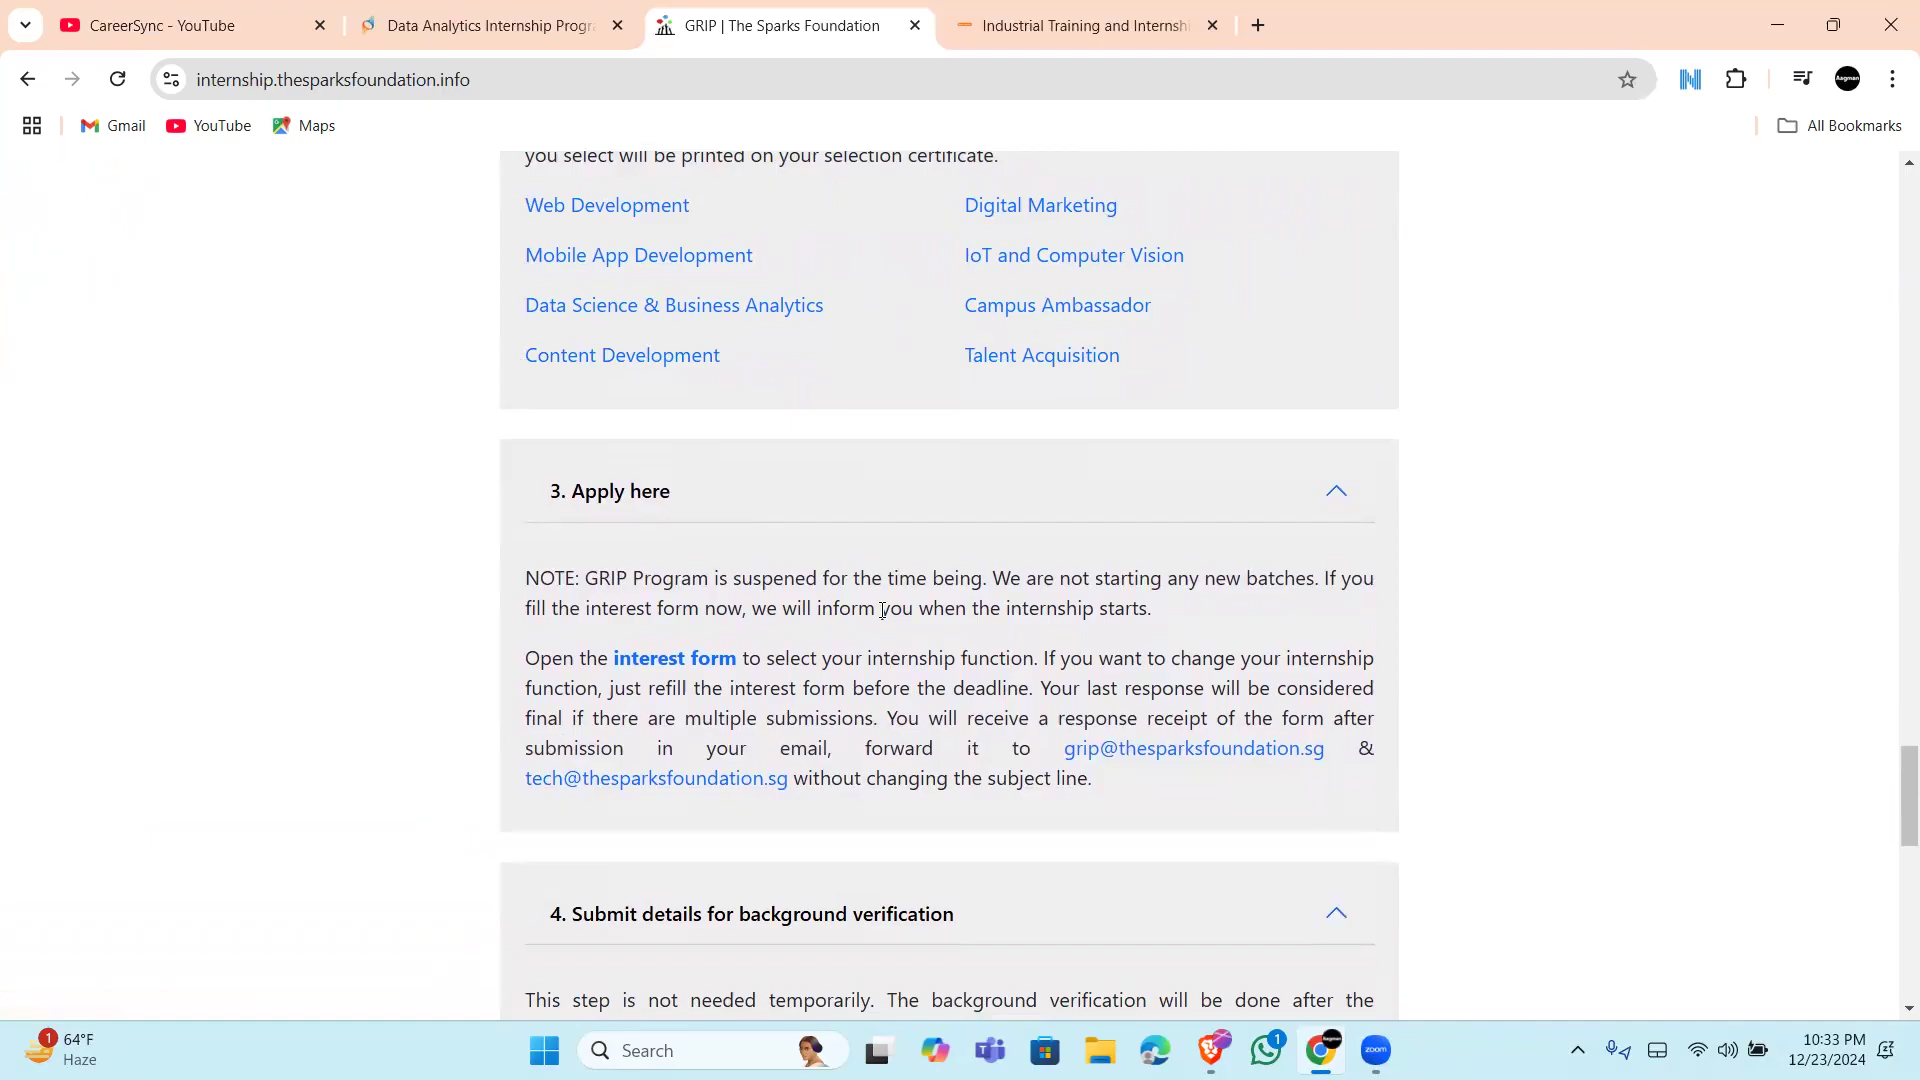 CareerSync - YouTube
Data Analytics Internship Progr
GRIP | The Sparks Foundation
Industrial Training and Internshi
internship.thesparksfoundation.info
Aagman
Gmail
YouTube
Maps
All Bookmarks
you select will be printed on your selection certificate.
Web Development
Digital Marketing
Mobile App Development
IoT and Computer Vision
Data Science & Business Analytics
Campus Ambassador
Content Development
Talent Acquisition
3. Apply here
NOTE: GRIP Program is suspened for the time being. We are not starting any new batches. If you
fill the interest form now, we will inform you when the internship starts.
Open the interest form to select your internship function. If you want to change your internship
function, just refill the interest form before the deadline. Your last response will be considered
final if there are multiple submissions. You will receive a response receipt of the form after
submission in your email, forward it to grip@thesparksfoundation.sg &
tech@thesparksfoundation.sg without changing the subject line.
4. Submit details for background verification
This step is not needed temporarily. The background verification will be done after the
1
64°F
Haze
Search
1
zoom
10:33 PM
12/23/2024